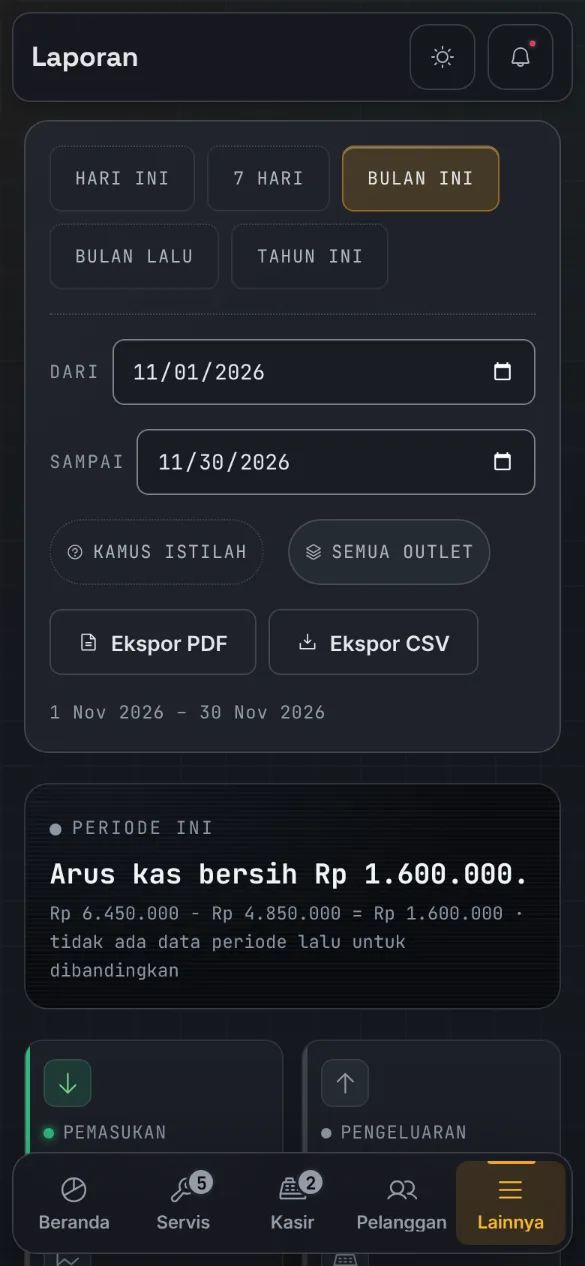 Laporan
HARI INI
7 HARI
BULAN INI
BULAN LALU
TAHUN INI
DARI
11/01/2026
SAMPAI
11/30/2026
KAMUS ISTILAH
SEMUA OUTLET
Ekspor PDF
Ekspor CSV
1 Nov 2026 – 30 Nov 2026
PERIODE INI
Arus kas bersih Rp 1.600.000.
Rp 6.450.000 - Rp 4.850.000 = Rp 1.600.000 ·
tidak ada data periode lalu untuk
dibandingkan
PEMASUKAN
PENGELUARAN
5
2
Beranda
Servis
Kasir
Pelanggan
Lainnya